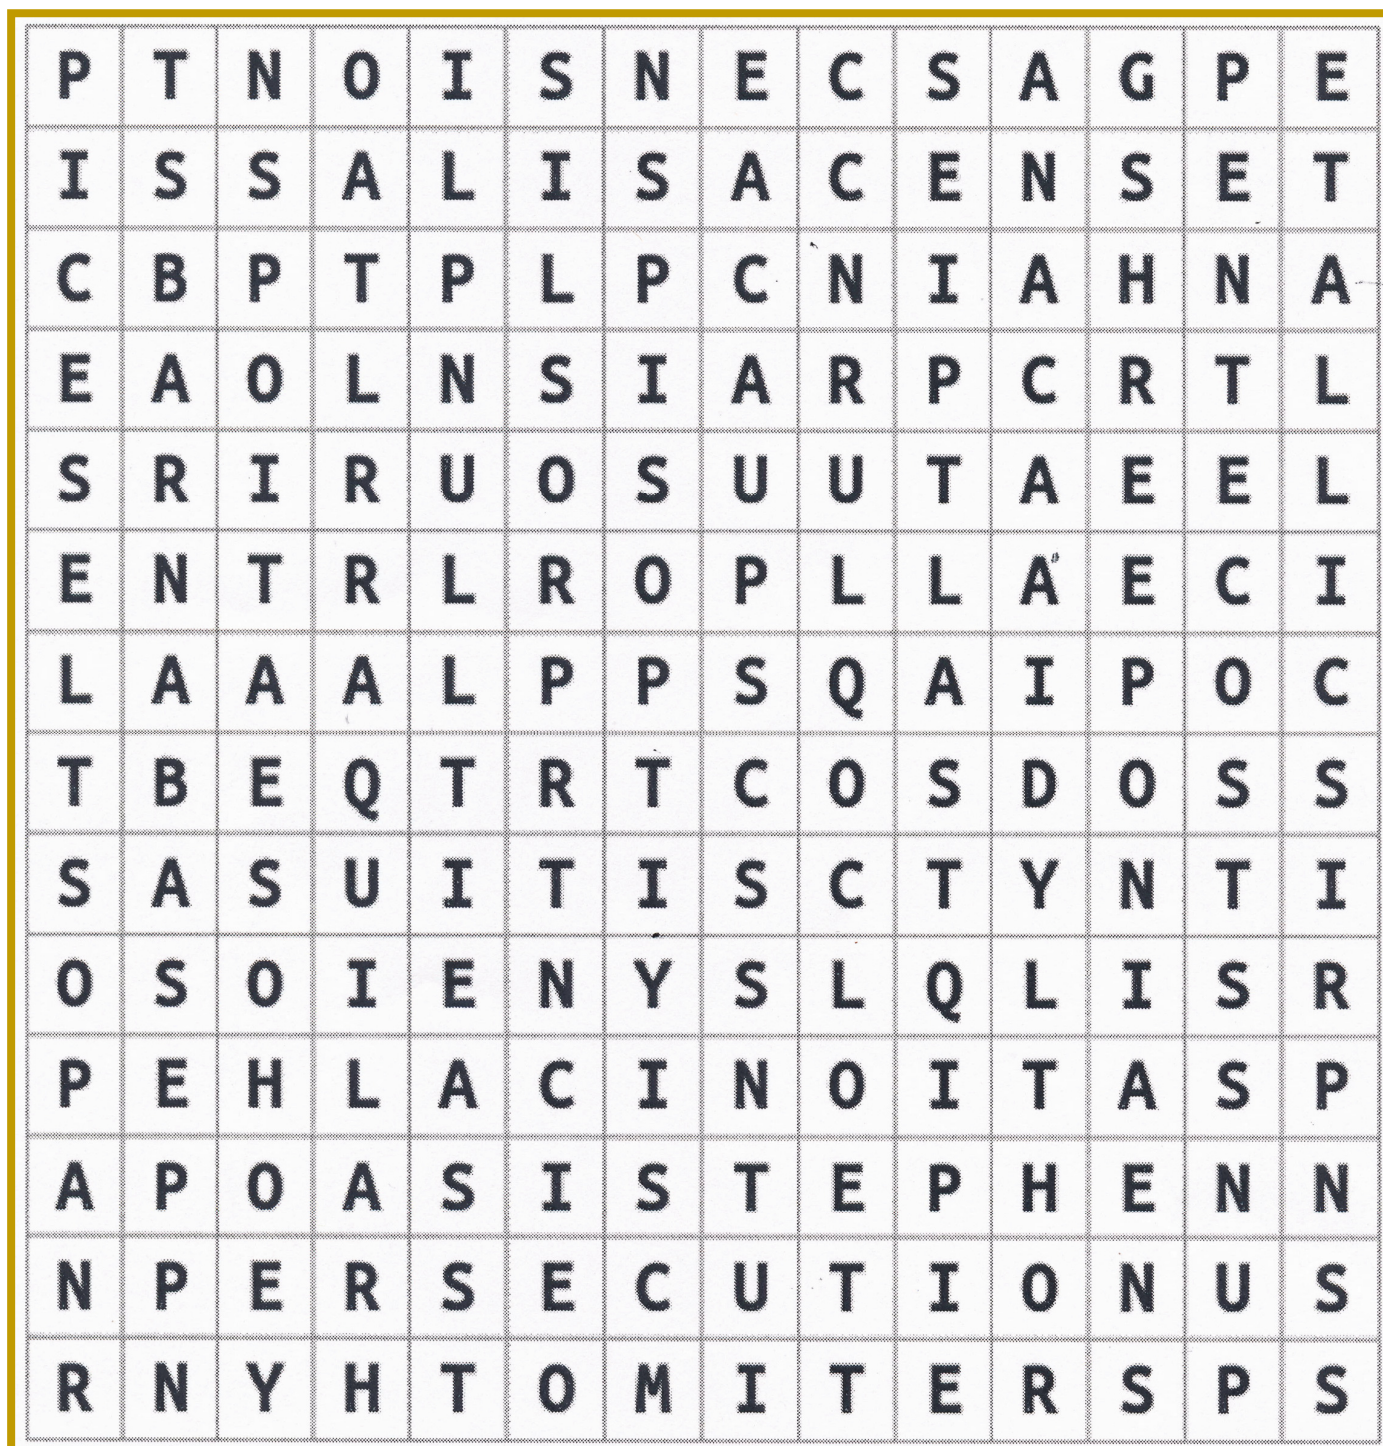 P T N O I S N E C S A G P E
I S S A L I S A C E N S E T
C B P T P L P C N I A H N A
E A O L N S I A R P C R T L
S R I R U O S U U T A E E L
E N T R L R O P L L A E C I
L A A A L P P S Q A I P O C
T B E Q T R T C O S D O S S
S A S U I T I S C T Y N T I
O S O I E N Y S L Q L I S R
P E H L A C I N O I T A S P
A P O A S I S T E P H E N N
N P E R S E C U T I O N U S
R N Y H T O M I T E R S P S